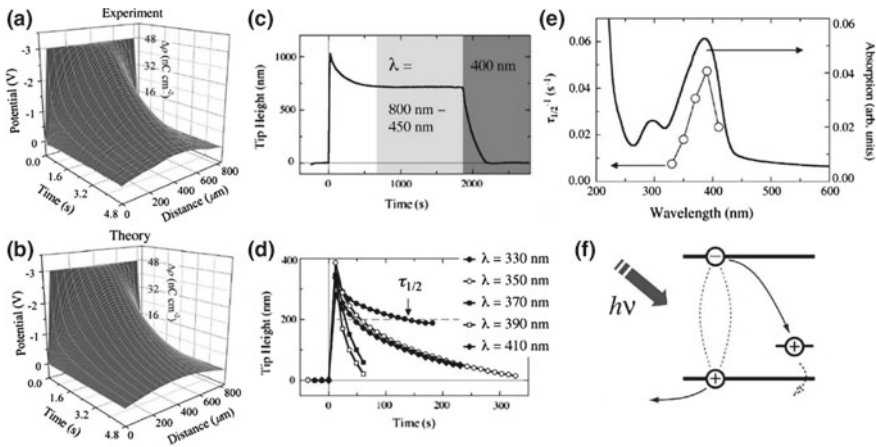 (a)
Experiment
Potential (V)
-3
-2
-1
0
0.0
1.6
3.2
4.8
Time (s)
0
200
400
600
800
Distance (μm)
48
32
16
Δρ (nC cm⁻²)
(b)
Theory
Potential (V)
-3
-2
-1
0
0.0
1.6
3.2
4.8
Time (s)
0
200
400
600
800
Distance (μm)
48
32
16
Δρ (nC cm⁻²)
(c)
Tip Height (nm)
1000
500
0
λ =
800 nm –
450 nm
400 nm
0
1000
2000
Time (s)
(d)
Tip Height (nm)
400
200
0
τ1/2
λ = 330 nm
λ = 350 nm
λ = 370 nm
λ = 390 nm
λ = 410 nm
0
100
200
300
Time (s)
(e)
τ1/2⁻¹ (s⁻¹)
0.06
0.04
0.02
0.00
0.06
0.04
0.02
0.00
Absorption (arb. units)
200
300
400
500
600
Wavelength (nm)
(f)
hν
−
+
+